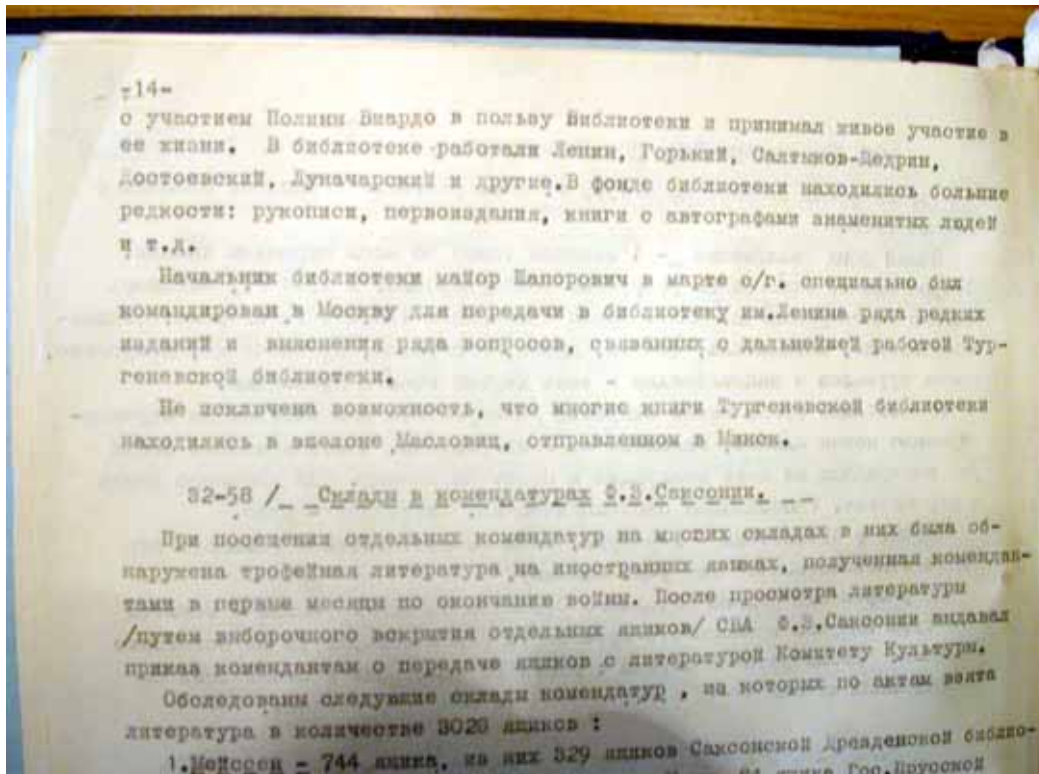 -14-
с участием Полины Виардо в пользу Библиотеки и принимал живое участие в
ее жизни. В библиотеке работали Ленин, Горький, Салтыков-Щедрин,
Достоевский, Луначарский и другие. В фонде библиотеки находились большие
редкости: рукописи, первоиздания, книги с автографами знаменитых людей
и т.д.
Начальник библиотеки майор Шапорович в марте с/г. специально был
командирован в Москву для передачи в библиотеку им.Ленина ряда редких
изданий и выяснения ряда вопросов, связанных с дальнейшей работой Тур-
геневской библиотеки.
Не исключена возможность, что многие книги Тургеневской библиотеки
находились в эшелоне Масловиц, отправленном в Минск.
32-58 /_ _ Склады в комендатурах Ф.З.Саксонии. _ _
При посещении отдельных комендатур на многих складах в них была об-
наружена трофейная литература на иностранных языках, полученная комендан-
тами в первые месяцы по окончание войны. После просмотра литературы
/путем выборочного вскрытия отдельных ящиков/ СВА Ф.З.Саксонии выдавал
приказ комендантам о передаче ящиков с литературой Комитету Культуры.
Обследованы следующие склады комендатур , на которых по актам взята
литература в количестве 3020 ящиков :
1.Мейссен - 744 ящика, из них 329 ящиков Саксонской Дрезденской библио-
ящика Гос.Прусской